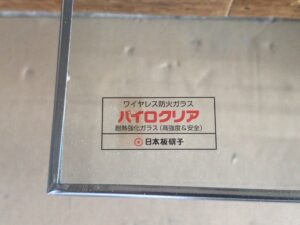 ワイヤレス防火ガラス
パイロクリア
耐熱強化ガラス(高強度&安全)
日本板硝子